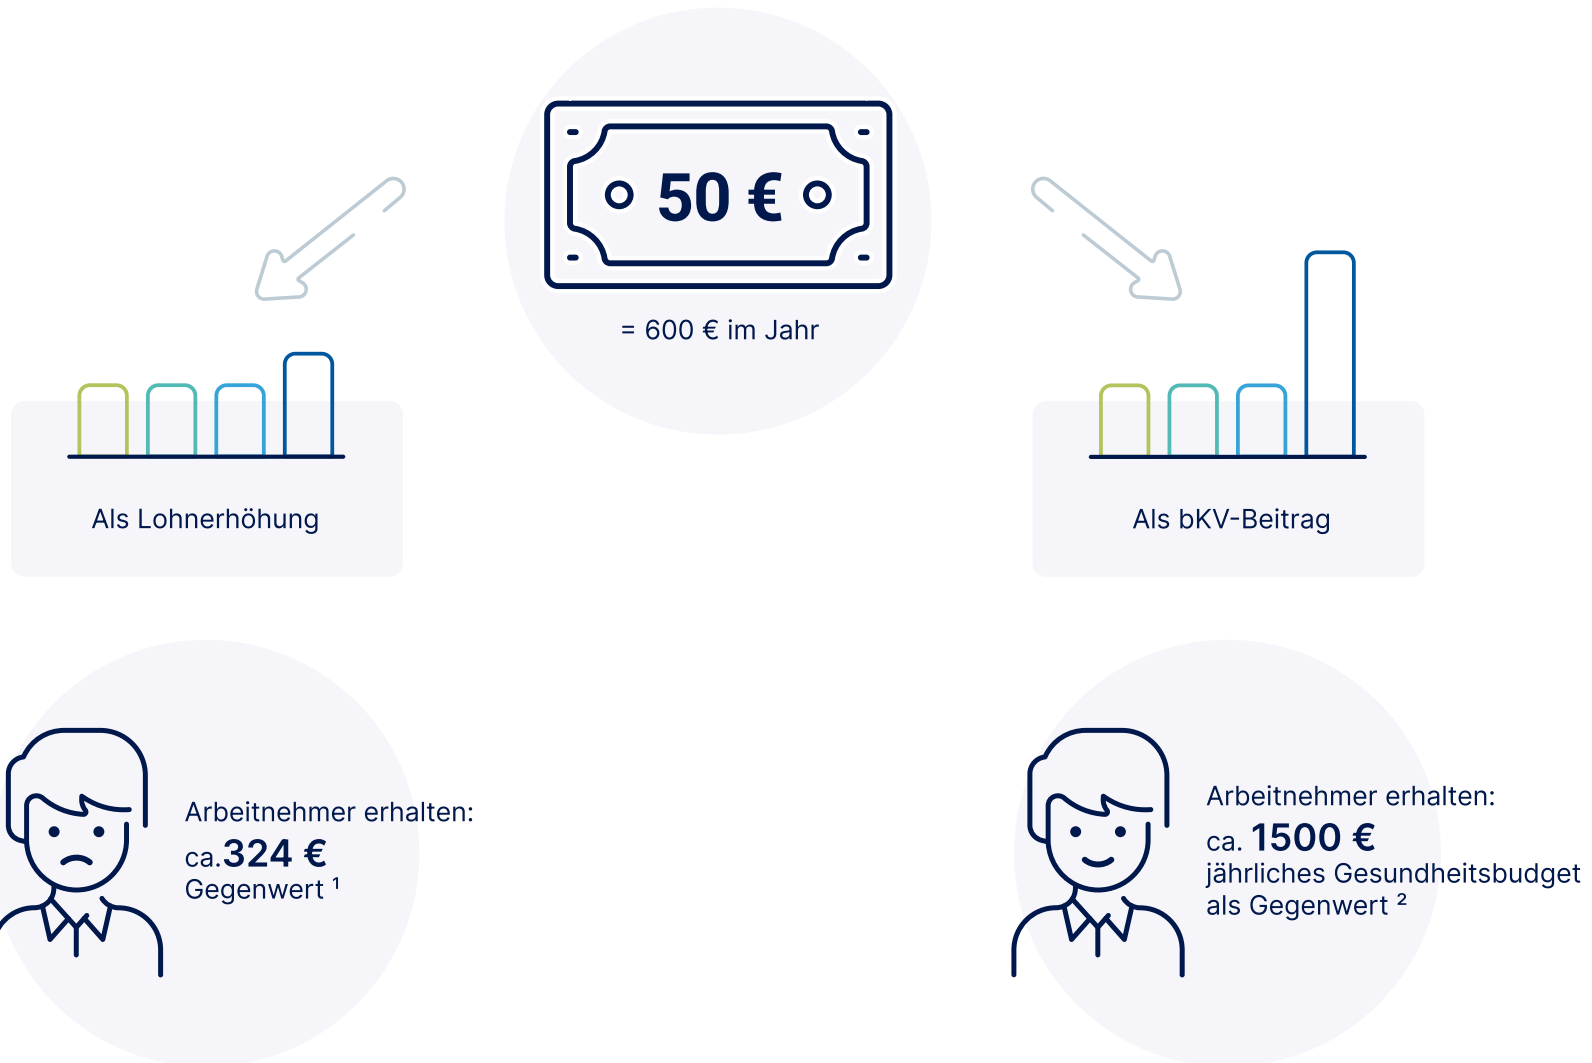 50 €
= 600 € im Jahr
Als Lohnerhöhung
Als bKV-Beitrag
Arbeitnehmer erhalten:
ca.324 €
Gegenwert ¹
Arbeitnehmer erhalten:
ca. 1500 €
jährliches Gesundheitsbudget
als Gegenwert ²